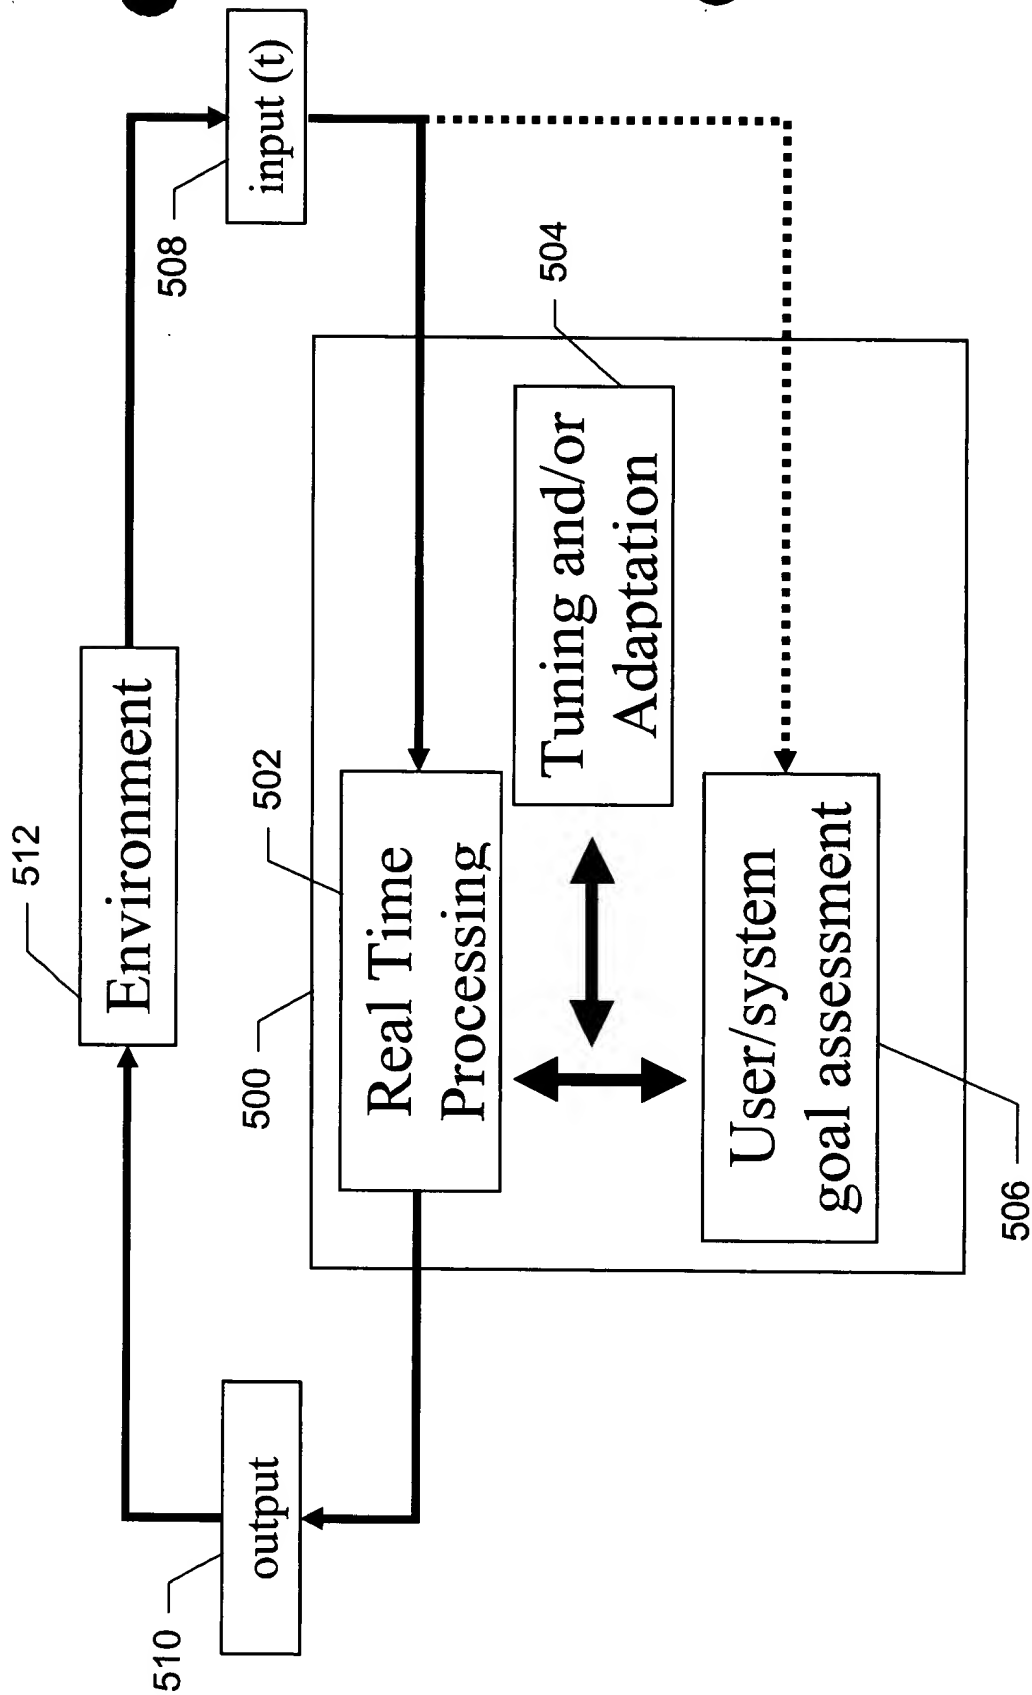 512
Environment
508
input (t)
510
output
500
502
Real Time
Processing
504
Tuning and/or
Adaptation
User/system
goal assessment
506